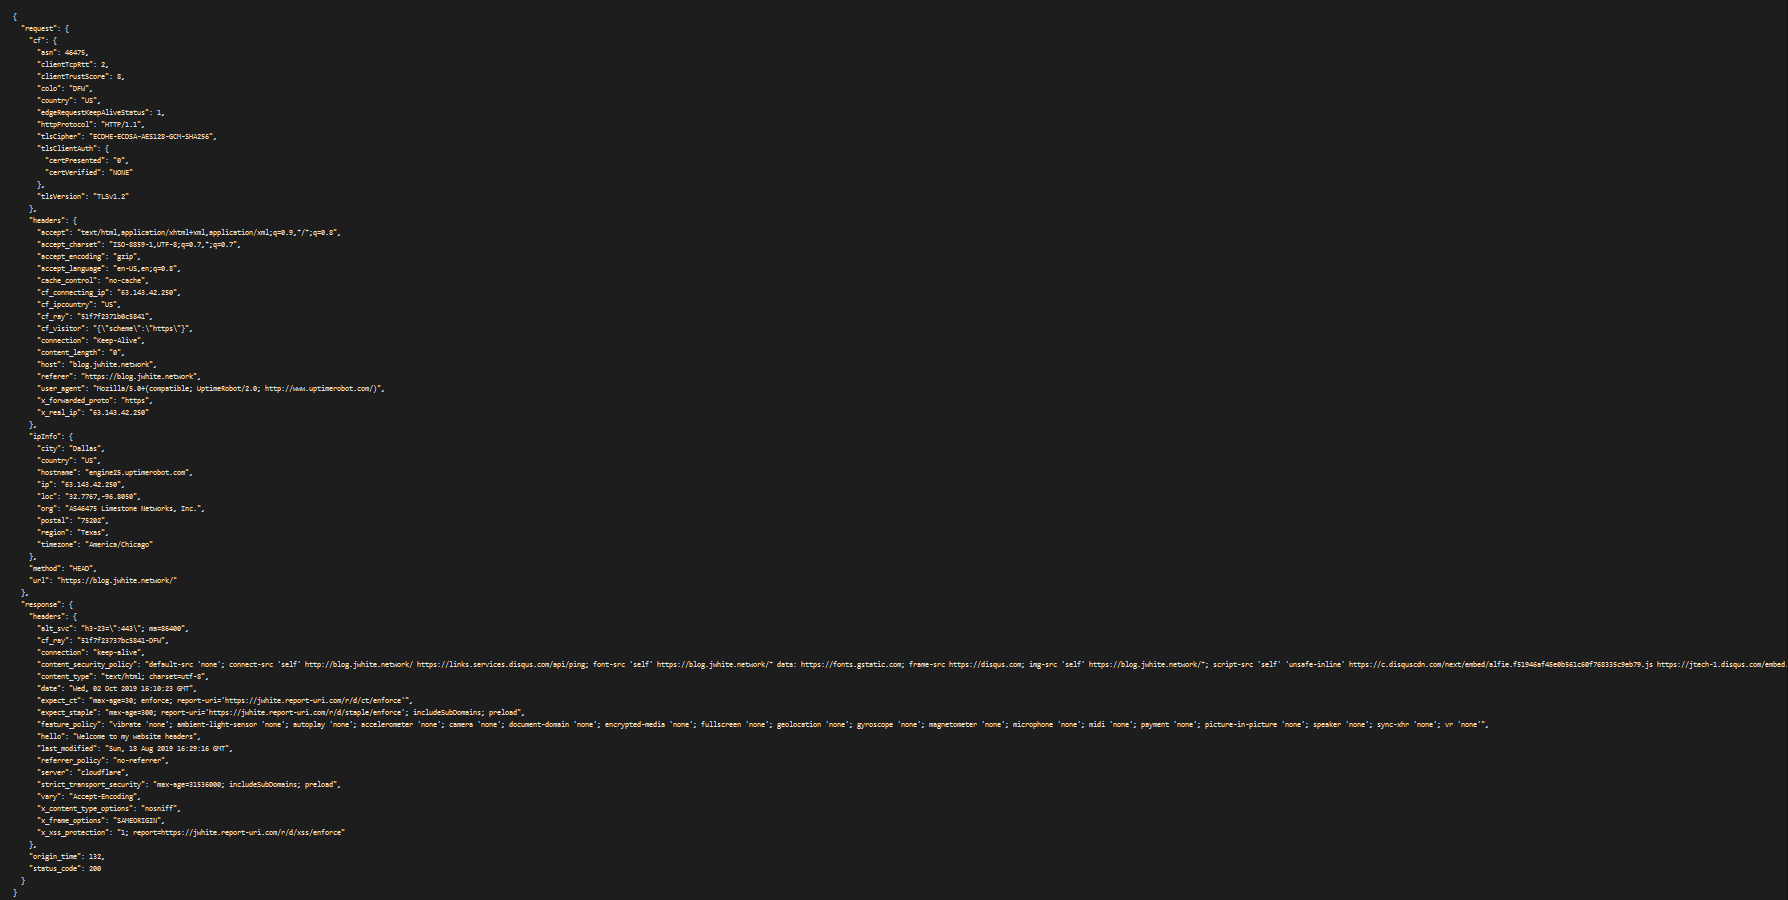 {
"request": {
"cf": {
"asn": 46475,
"clientTcpRtt": 2,
"clientTrustScore": 8,
"colo": "DFW",
"country": "US",
"edgeRequestKeepAliveStatus": 1,
"httpProtocol": "HTTP/1.1",
"tlsCipher": "ECDHE-ECDSA-AES128-GCM-SHA256",
"tlsClientAuth": {
"certPresented": "0",
"certVerified": "NONE"
},
"tlsVersion": "TLSv1.2"
},
"headers": {
"accept": "text/html,application/xhtml+xml,application/xml;q=0.9,*/*;q=0.8",
"accept_charset": "ISO-8859-1,UTF-8;q=0.7,*;q=0.7",
"accept_encoding": "gzip",
"accept_language": "en-US,en;q=0.8",
"cache_control": "no-cache",
"cf_connecting_ip": "63.143.42.250",
"cf_ipcountry": "US",
"cf_ray": "51f7f2371b0c5841",
"cf_visitor": "{\"scheme\":\"https\"}",
"connection": "Keep-Alive",
"content_length": "0",
"host": "blog.jwhite.network",
"referer": "https://blog.jwhite.network",
"user_agent": "Mozilla/5.0+(compatible; UptimeRobot/2.0; http://www.uptimerobot.com/)",
"x_forwarded_proto": "https",
"x_real_ip": "63.143.42.250"
},
"ipInfo": {
"city": "Dallas",
"country": "US",
"hostname": "engine25.uptimerobot.com",
"ip": "63.143.42.250",
"loc": "32.7767,-96.8050",
"org": "AS46475 Limestone Networks, Inc.",
"postal": "75202",
"region": "Texas",
"timezone": "America/Chicago"
},
"method": "HEAD",
"url": "https://blog.jwhite.network/"
},
"response": {
"headers": {
"alt_svc": "h3-23=\":443\"; ma=86400",
"cf_ray": "51f7f23737bc5841-DFW",
"connection": "keep-alive",
"content_security_policy": "default-src 'none'; connect-src 'self' http://blog.jwhite.network/ https://links.services.disqus.com/api/ping; font-src 'self' https://blog.jwhite.network/* data: https://fonts.gstatic.com; frame-src https://disqus.com; img-src 'self' https://blog.jwhite.network/*; script-src 'self' 'unsafe-inline' https://c.disquscdn.com/next/embed/alfie.f51946af45e0b561c60f768335c9eb79.js https://jtech-1.disqus.com/embed.
"content_type": "text/html; charset=utf-8",
"date": "Wed, 02 Oct 2019 16:10:23 GMT",
"expect_ct": "max-age=30; enforce; report-uri='https://jwhite.report-uri.com/r/d/ct/enforce'",
"expect_staple": "max-age=300; report-uri='https://jwhite.report-uri.com/r/d/staple/enforce'; includeSubDomains; preload",
"feature_policy": "vibrate 'none'; ambient-light-sensor 'none'; autoplay 'none'; accelerometer 'none'; camera 'none'; document-domain 'none'; encrypted-media 'none'; fullscreen 'none'; geolocation 'none'; gyroscope 'none'; magnetometer 'none'; microphone 'none'; midi 'none'; payment 'none'; picture-in-picture 'none'; speaker 'none'; sync-xhr 'none'; vr 'none'",
"hello": "Welcome to my website headers",
"last_modified": "Sun, 18 Aug 2019 16:29:16 GMT",
"referrer_policy": "no-referrer",
"server": "cloudflare",
"strict_transport_security": "max-age=31536000; includeSubDomains; preload",
"vary": "Accept-Encoding",
"x_content_type_options": "nosniff",
"x_frame_options": "SAMEORIGIN",
"x_xss_protection": "1; report=https://jwhite.report-uri.com/r/d/xss/enforce"
},
"origin_time": 132,
"status_code": 200
}
}